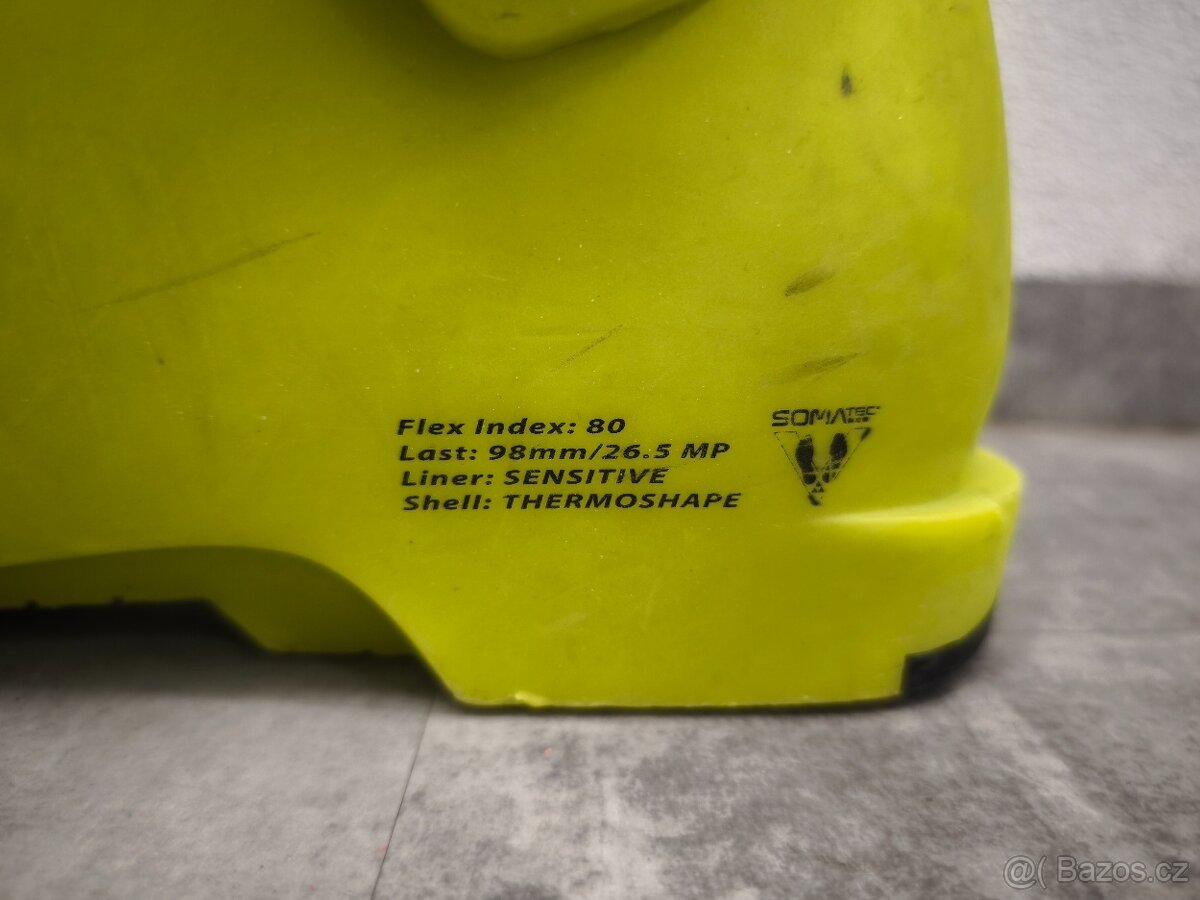 Flex Index: 80
Last: 98mm/26.5 MP
Liner: SENSITIVE
Shell: THERMOSHAPE
SOMATEC
@( Bazos.cz